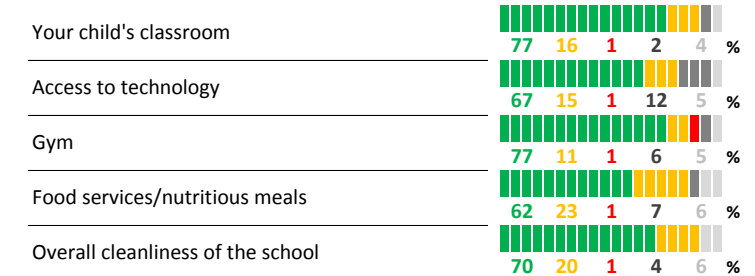 Your child's classroom
77 16 1 2 4 %
Access to technology
67 15 1 12 5 %
Gym
77 11 1 6 5 %
Food services/nutritious meals
62 23 1 7 6 %
Overall cleanliness of the school
70 20 1 4 6 %